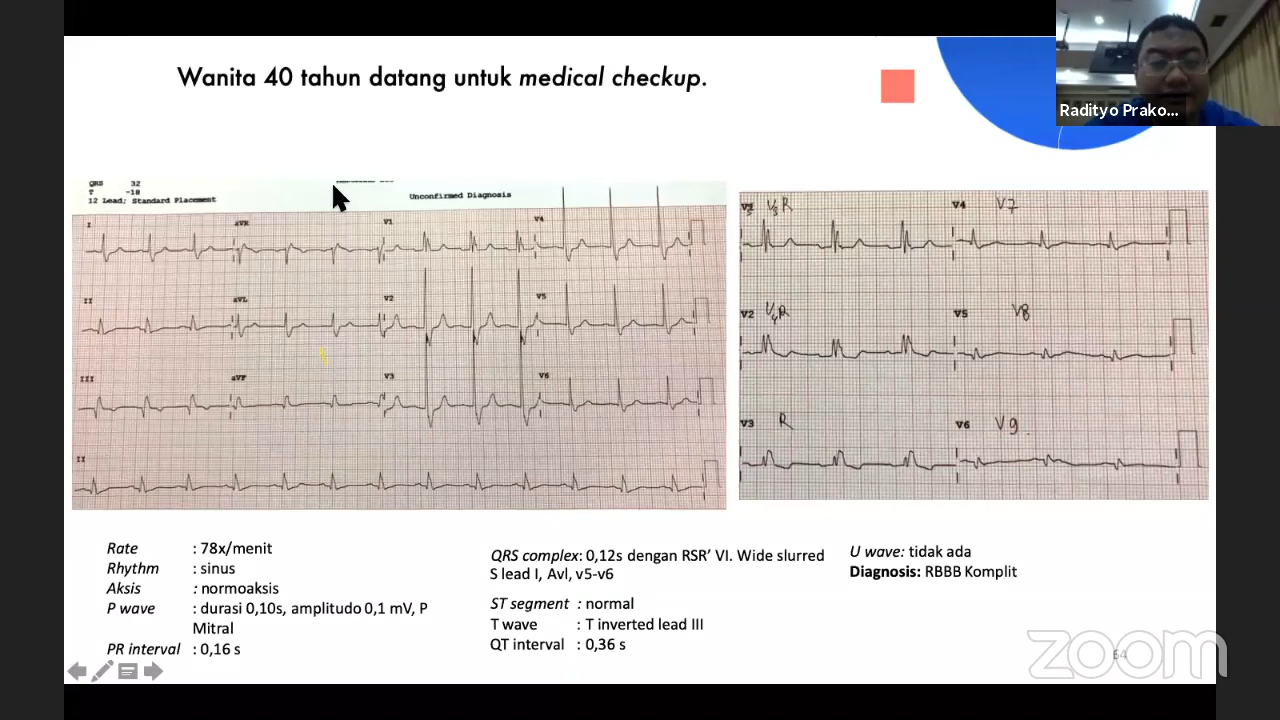 Wanita 40 tahun datang untuk medical checkup.
Radityo Prako...
QRS 32
T -18
12 Lead; Standard Placement
Unconfirmed Diagnosis
I aVR V1 V4
II aVL V2 V5
III aVF V3 V6
II
V3R V4 V7
V2 V4R V5 V8
V3 R V6 V9
Rate : 78x/menit
Rhythm : sinus
Aksis : normoaksis
P wave : durasi 0,10s, amplitudo 0,1 mV, P
Mitral
PR interval : 0,16 s
QRS complex: 0,12s dengan RSR’ VI. Wide slurred
S lead I, Avl, v5-v6
ST segment : normal
T wave : T inverted lead III
QT interval : 0,36 s
U wave: tidak ada
Diagnosis: RBBB Komplit
64
zoom